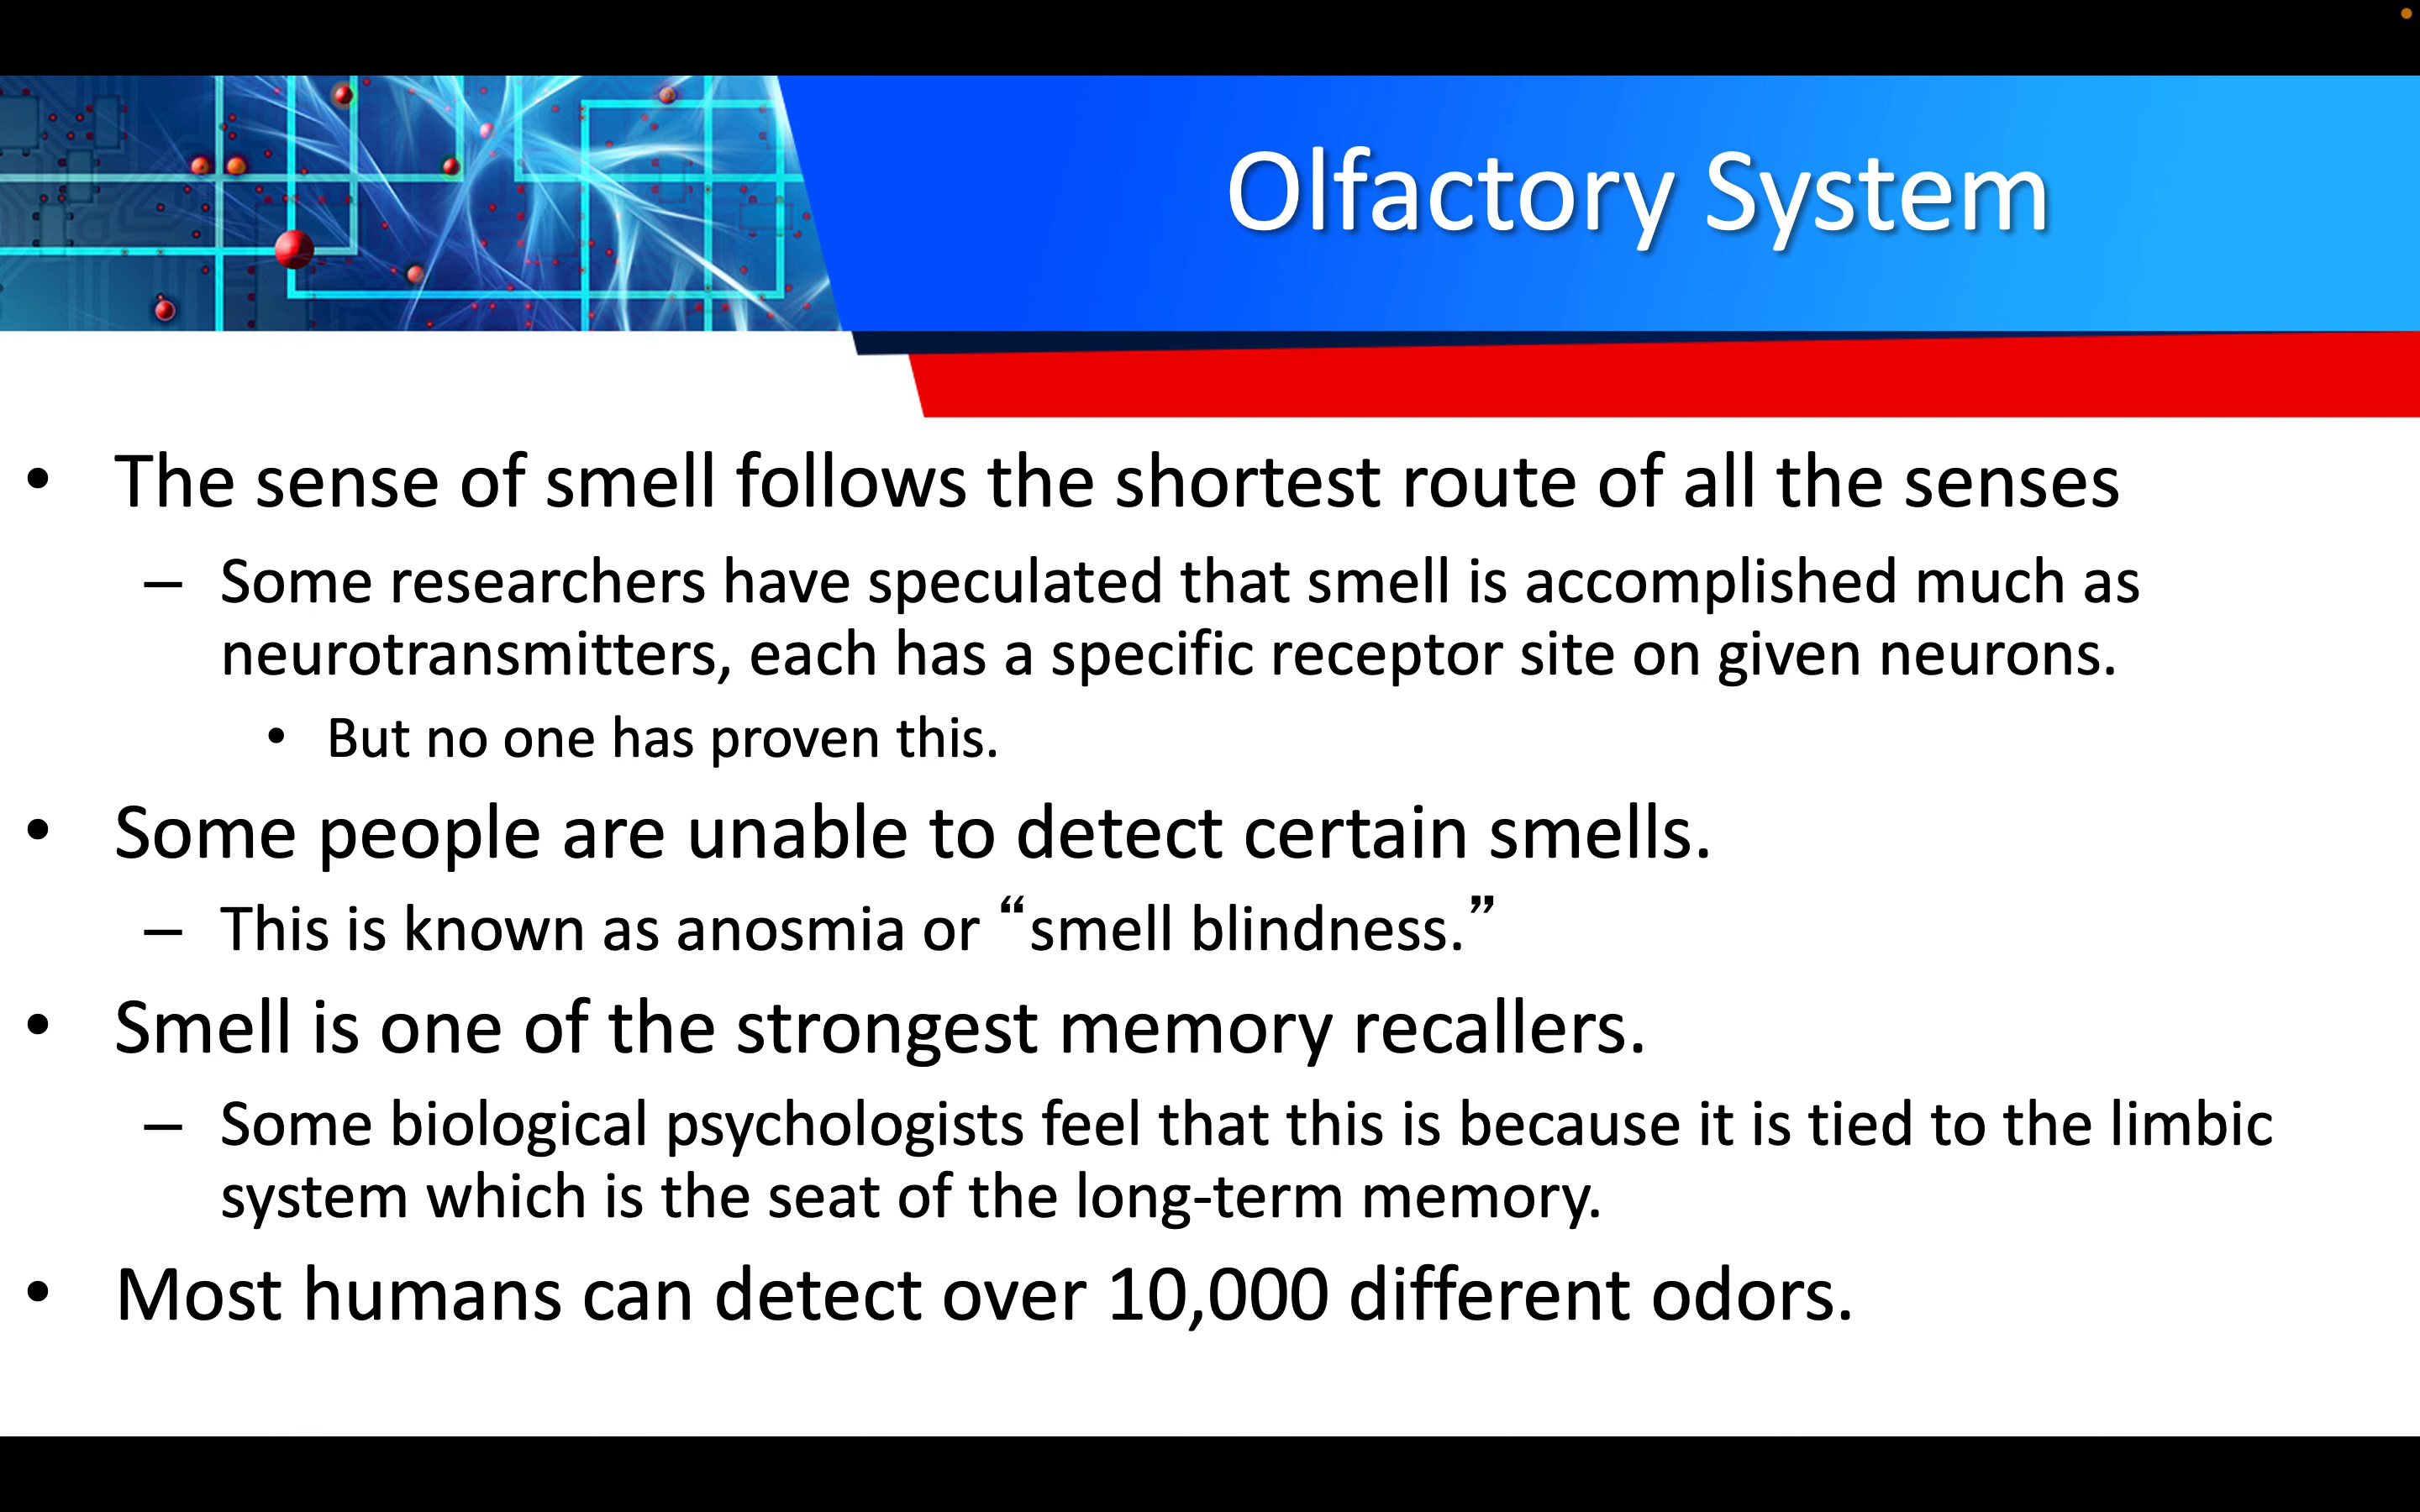 Olfactory System
• The sense of smell follows the shortest route of all the senses
– Some researchers have speculated that smell is accomplished much as
neurotransmitters, each has a specific receptor site on given neurons.
• But no one has proven this.
• Some people are unable to detect certain smells.
– This is known as anosmia or “smell blindness.”
• Smell is one of the strongest memory recallers.
– Some biological psychologists feel that this is because it is tied to the limbic
system which is the seat of the long-term memory.
• Most humans can detect over 10,000 different odors.